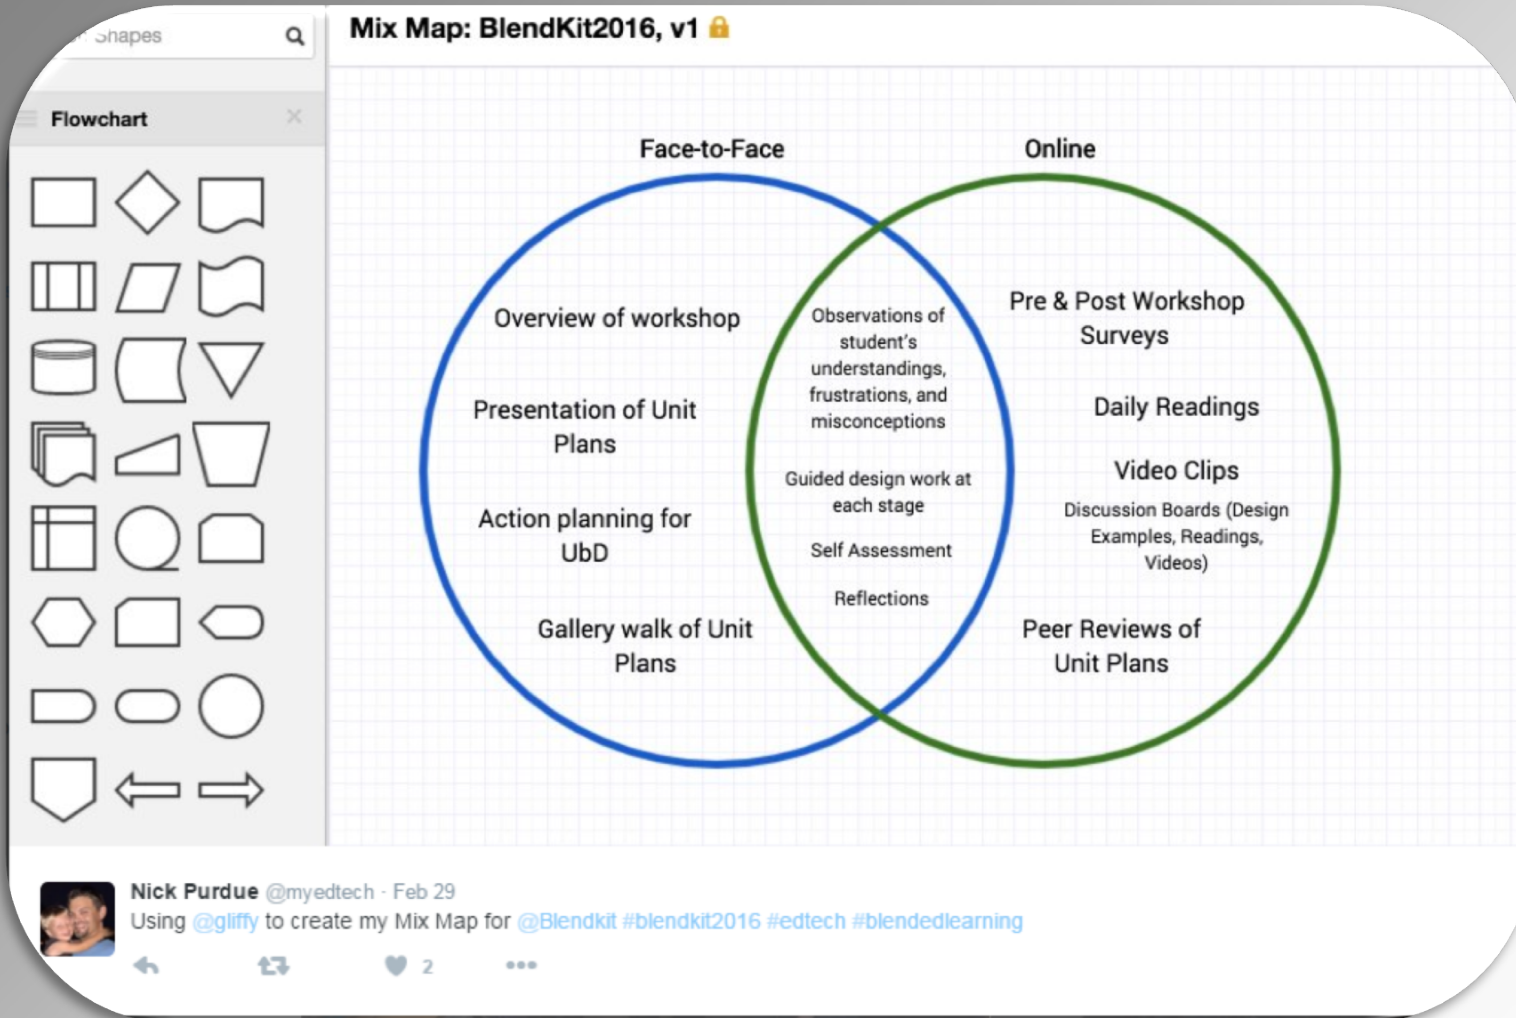 Shapes
Mix Map: BlendKit2016, v1
Flowchart
Face-to-Face
Online
Overview of workshop
Presentation of Unit
Plans
Action planning for
UbD
Gallery walk of Unit
Plans
Observations of
student's
understandings,
frustrations, and
misconceptions
Guided design work at
each stage
Self Assessment
Reflections
Pre & Post Workshop
Surveys
Daily Readings
Video Clips
Discussion Boards (Design
Examples, Readings,
Videos)
Peer Reviews of
Unit Plans
Nick Purdue @myedtech · Feb 29
Using @gliffy to create my Mix Map for @Blendkit #blendkit2016 #edtech #blendedlearning
2